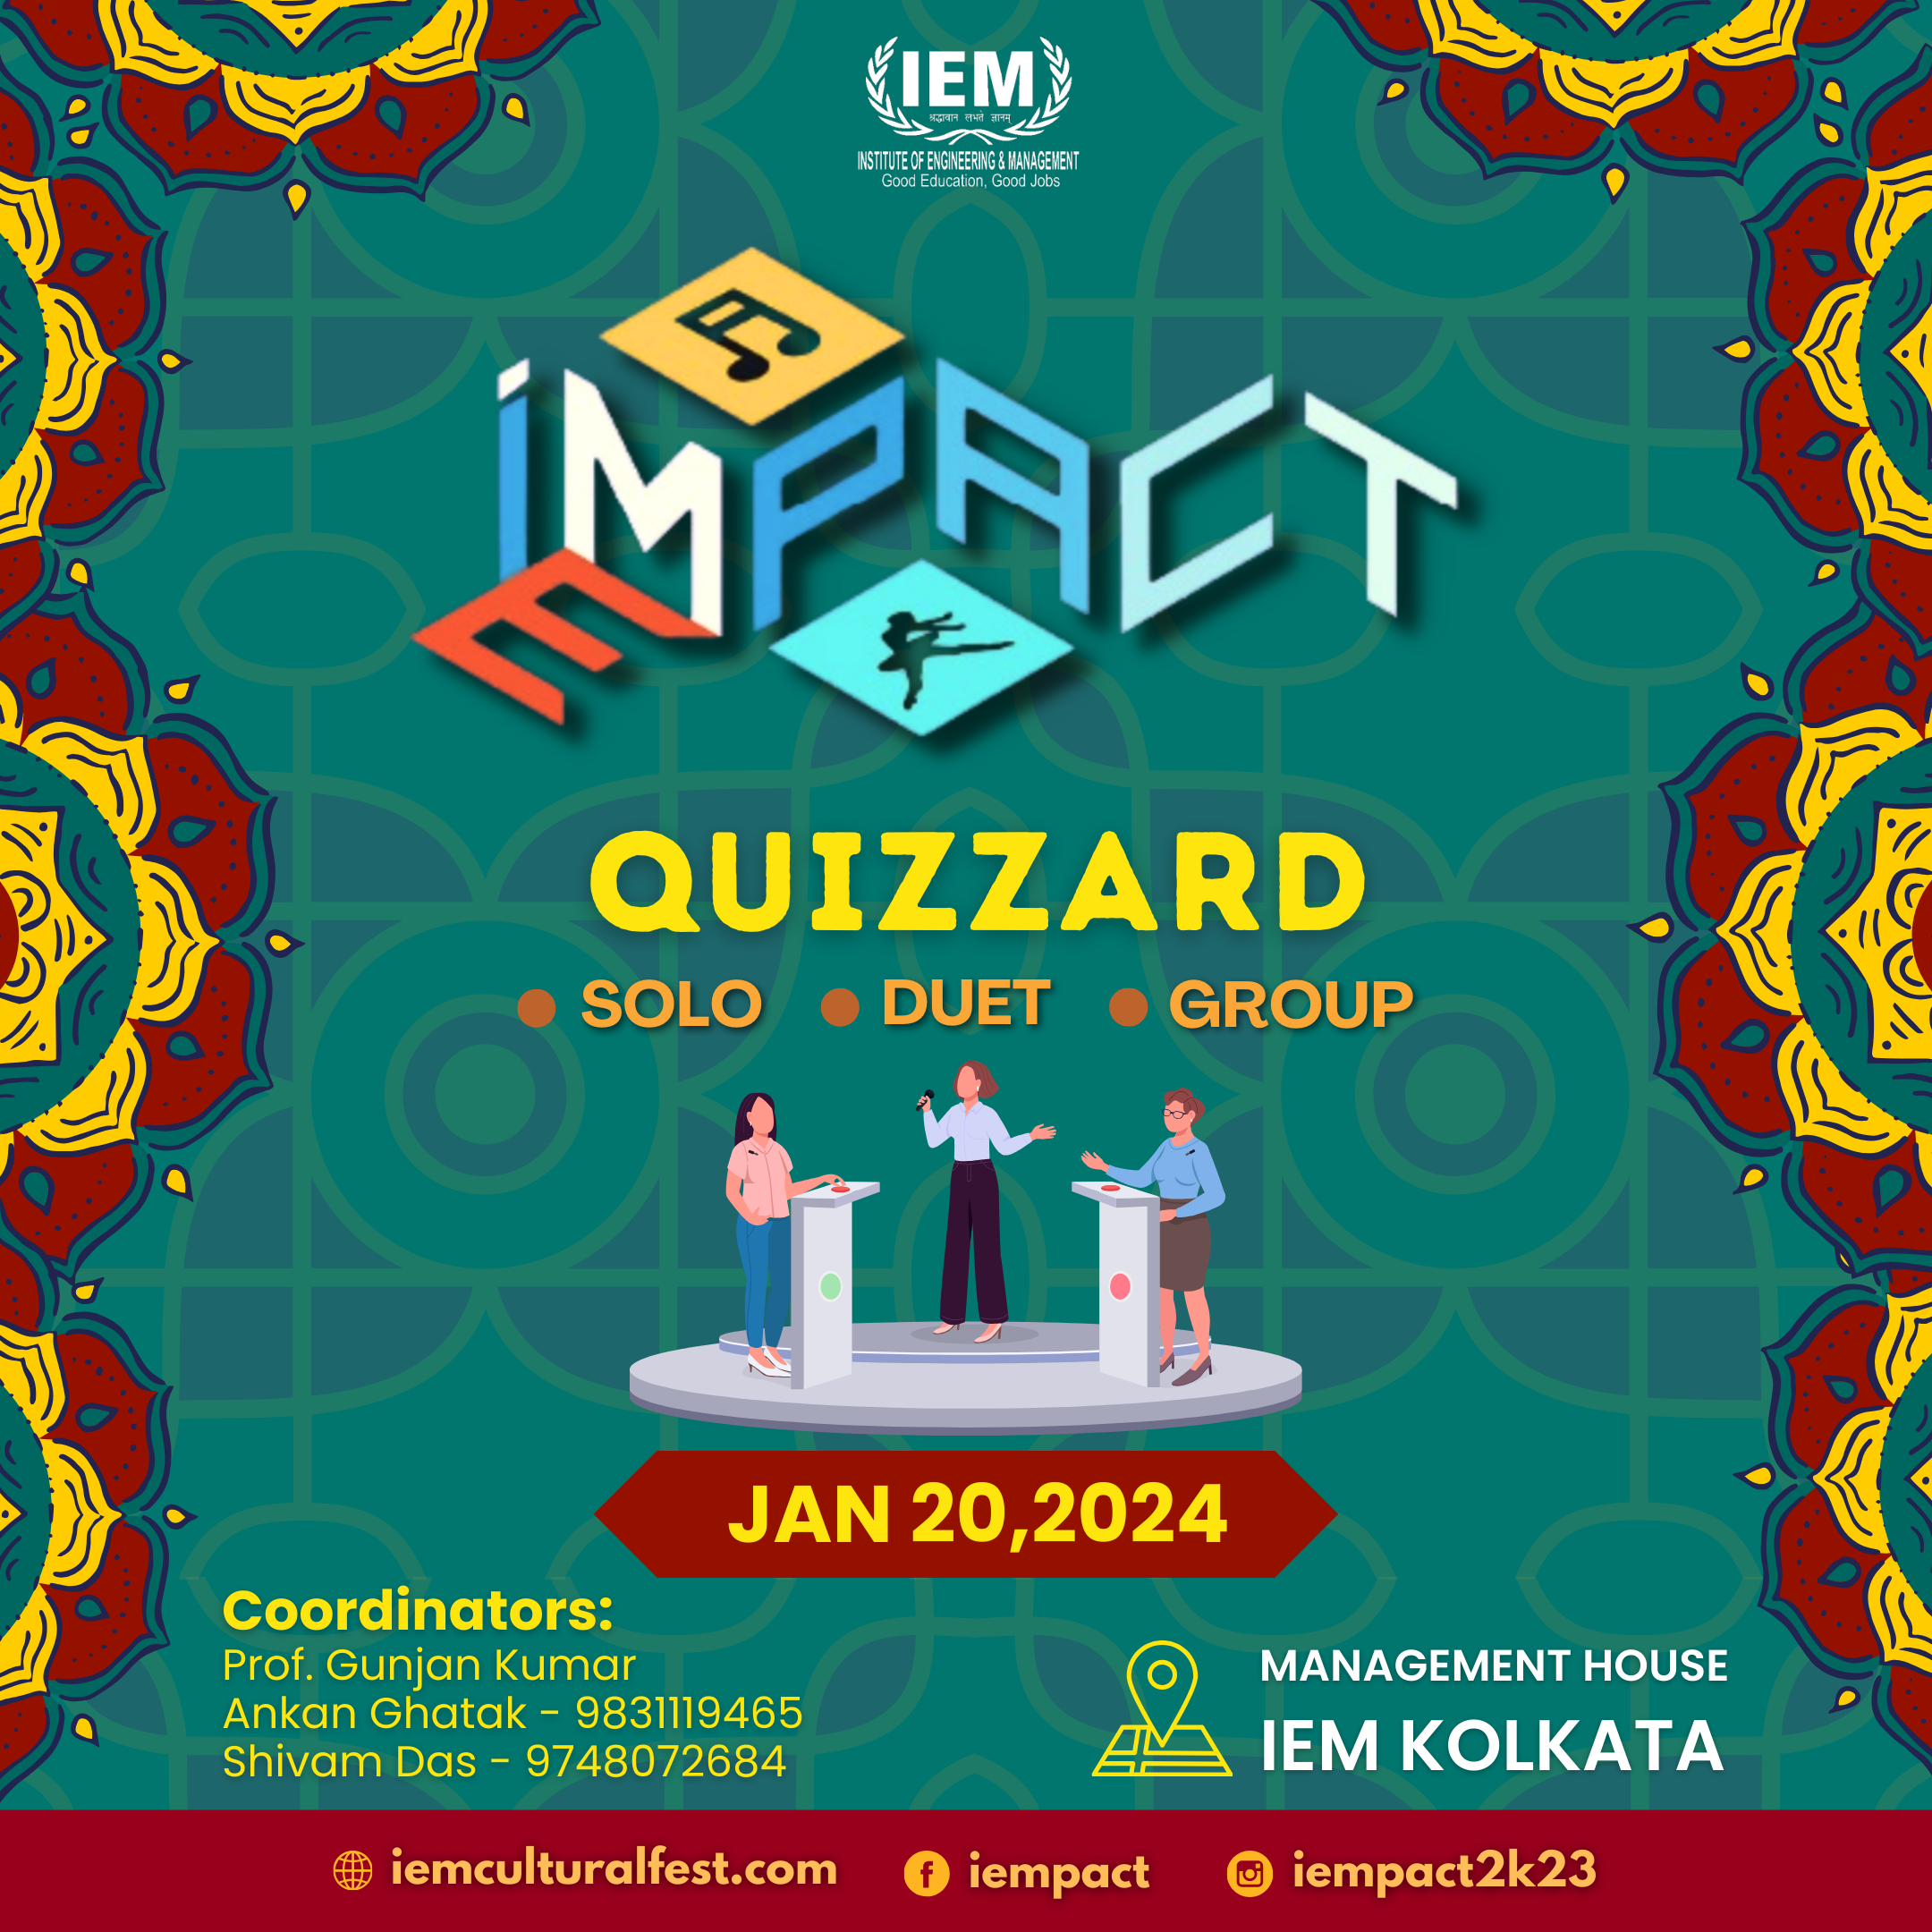 IEM
श्रद्धावान लभते ज्ञानम्
INSTITUTE OF ENGINEERING & MANAGEMENT
Good Education, Good Jobs
iEMPACT
QUIZZARD
SOLO DUET GROUP
JAN 20,2024
Coordinators:
Prof. Gunjan Kumar
Ankan Ghatak - 9831119465
Shivam Das - 9748072684
MANAGEMENT HOUSE
IEM KOLKATA
iemculturalfest.com iempact iempact2k23